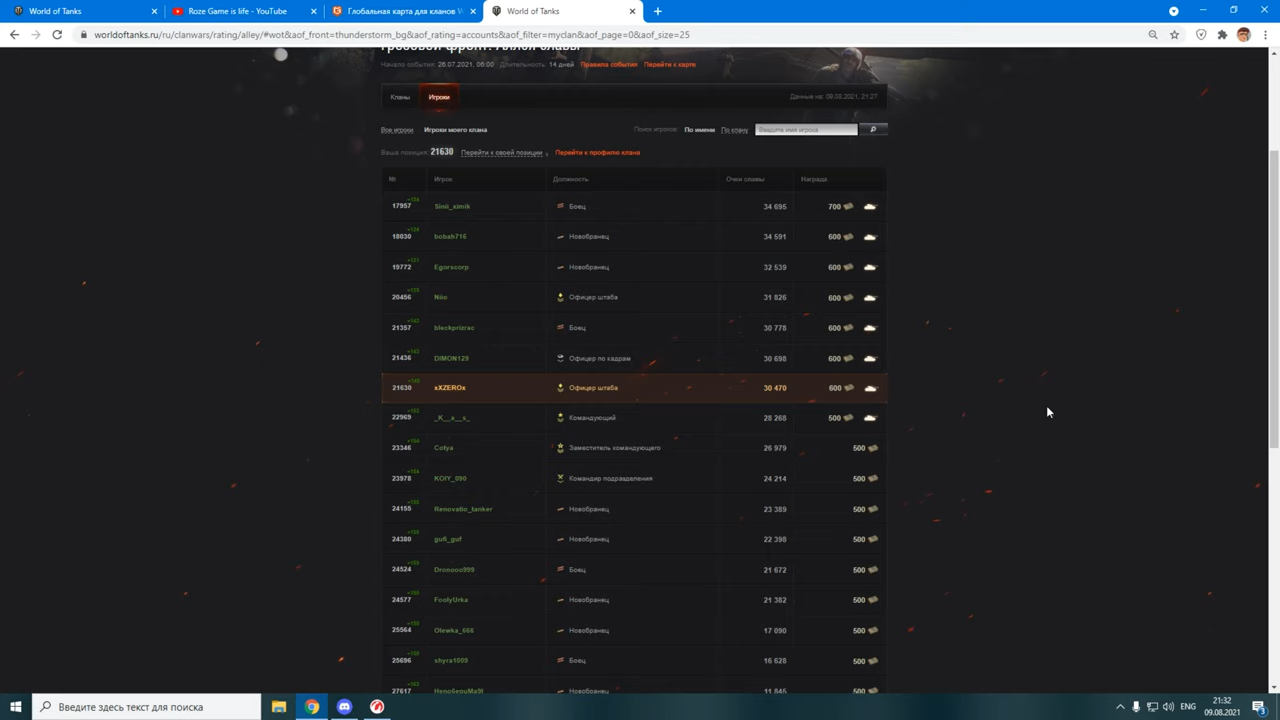 World of Tanks
Roze Game is life - YouTube
Глобальная карта для кланов W
World of Tanks
worldoftanks.ru/ru/clanwars/rating/alley/#wot&aof_front=thunderstorm_bg&aof_rating=accounts&aof_filter=myclan&aof_page=0&aof_size=25
Начало события: 26.07.2021, 06:00 Длительность: 14 дней Правила события Перейти к карте
Кланы Игроки Данные на: 09.08.2021, 21:27
Все игроки Игроки моего клана Поиск игроков: По имени По клану Введите имя игрока
Ваша позиция: 21630 Перейти к своей позиции ↓ Перейти к профилю клана
№ Игрок Должность Очки славы Награда
17957 Sinii_ximik Боец 34 695 700
18030 bobah716 Новобранец 34 591 600
19772 Egorscorp Новобранец 32 539 600
20456 Niio Офицер штаба 31 826 600
21357 bleckprizrac Боец 30 778 600
21436 DIMON129 Офицер по кадрам 30 698 600
21630 xXZEROx Офицер штаба 30 470 600
22969 _K__a__s_ Командующий 28 268 500
23346 Colya Заместитель командующего 26 979 500
23978 KOIY_090 Командир подразделения 24 214 500
24155 Renovatio_tanker Новобранец 23 389 500
24380 gufi_guf Новобранец 22 398 500
24524 Dronooo999 Боец 21 672 500
24577 FoolyUrka Новобранец 21 382 500
25564 Olewka_666 Новобранец 17 090 500
25696 shyra1009 Боец 16 628 500
27617 Новобранец 11 845 500
Введите здесь текст для поиска
ENG
21:32
09.08.2021
3